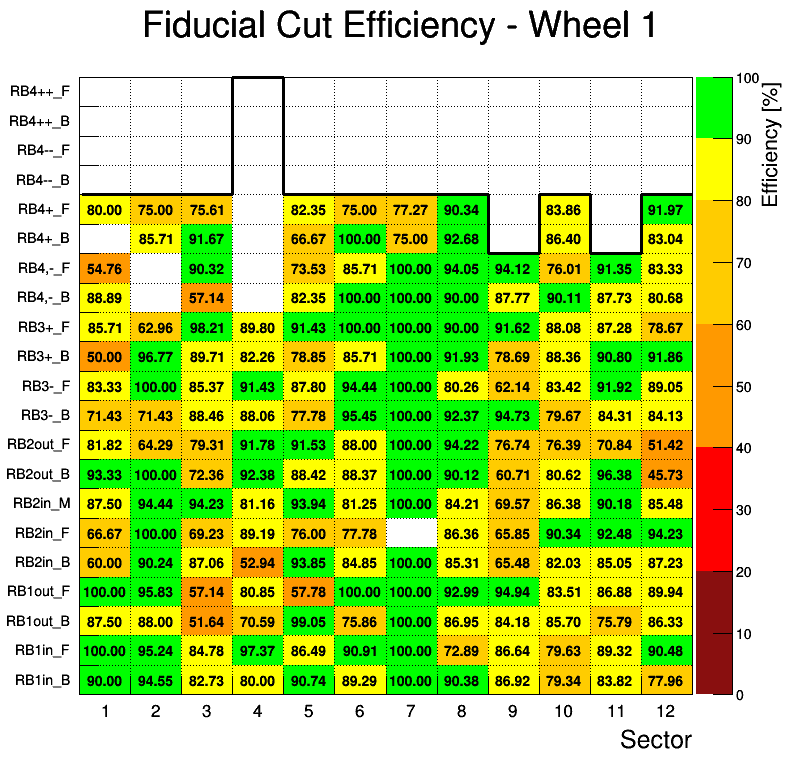 Fiducial Cut Efficiency - Wheel 1
RB4++_F
RB4++_B
RB4--_F
RB4--_B
RB4+_F 80.00 75.00 75.61 82.35 75.00 77.27 90.34 83.86 91.97
RB4+_B 85.71 91.67 66.67 100.00 75.00 92.68 86.40 83.04
RB4,-_F 54.76 90.32 73.53 85.71 100.00 94.05 94.12 76.01 91.35 83.33
RB4,-_B 88.89 57.14 82.35 100.00 100.00 90.00 87.77 90.11 87.73 80.68
RB3+_F 85.71 62.96 98.21 89.80 91.43 100.00 100.00 90.00 91.62 88.08 87.28 78.67
RB3+_B 50.00 96.77 89.71 82.26 78.85 85.71 100.00 91.93 78.69 88.36 90.80 91.86
RB3-_F 83.33 100.00 85.37 91.43 87.80 94.44 100.00 80.26 62.14 83.42 91.92 89.05
RB3-_B 71.43 71.43 88.46 88.06 77.78 95.45 100.00 92.37 94.73 79.67 84.31 84.13
RB2out_F 81.82 64.29 79.31 91.78 91.53 88.00 100.00 94.22 76.74 76.39 70.84 51.42
RB2out_B 93.33 100.00 72.36 92.38 88.42 88.37 100.00 90.12 60.71 80.62 96.38 45.73
RB2in_M 87.50 94.44 94.23 81.16 93.94 81.25 100.00 84.21 69.57 86.38 90.18 85.48
RB2in_F 66.67 100.00 69.23 89.19 76.00 77.78 86.36 65.85 90.34 92.48 94.23
RB2in_B 60.00 90.24 87.06 52.94 93.85 84.85 100.00 85.31 65.48 82.03 85.05 87.23
RB1out_F 100.00 95.83 57.14 80.85 57.78 100.00 100.00 92.99 94.94 83.51 86.88 89.94
RB1out_B 87.50 88.00 51.64 70.59 99.05 75.86 100.00 86.95 84.18 85.70 75.79 86.33
RB1in_F 100.00 95.24 84.78 97.37 86.49 90.91 100.00 72.89 86.64 79.63 89.32 90.48
RB1in_B 90.00 94.55 82.73 80.00 90.74 89.29 100.00 90.38 86.92 79.34 83.82 77.96
1 2 3 4 5 6 7 8 9 10 11 12
Sector
100
90
80
70
60
50
40
30
20
10
0
Efficiency [%]